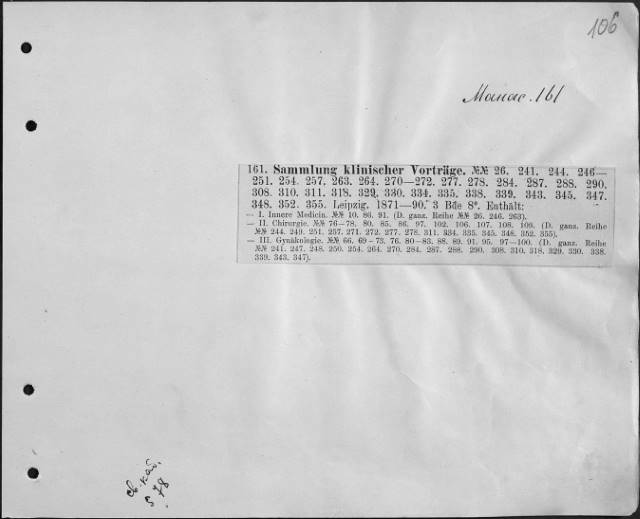 106
Манас. 161
161. Sammlung klinischer Vorträge. №№ 26. 241. 244. 246—
251. 254. 257. 263. 264. 270—272. 277. 278. 284. 287. 288. 290.
308. 310. 311. 318. 329. 330. 334. 335. 338. 339. 343. 345. 347.
348. 352. 355. Leipzig. 1871—90. 3 Bde 8°. Enthält:
— I. Innere Medicin. №№ 10. 86. 91. (D. ganz. Reihe №№ 26. 246. 263).
— II. Chirurgie. №№ 76—78. 80. 85. 86. 97. 102. 106. 107. 108. 109. (D. ganz. Reihe
№№ 244. 249. 251. 257. 271. 272. 277. 278. 311. 334. 335. 345. 348. 352. 355).
— III. Gynäkologie. №№ 66. 69—73. 76. 80—83. 88. 89. 91. 95. 97—100. (D. ganz. Reihe
№№ 241. 247. 248. 250. 254. 264. 270. 284. 287. 288. 290. 308. 310. 318. 329. 330. 338.
339. 343. 347).
св. каб.
5 78